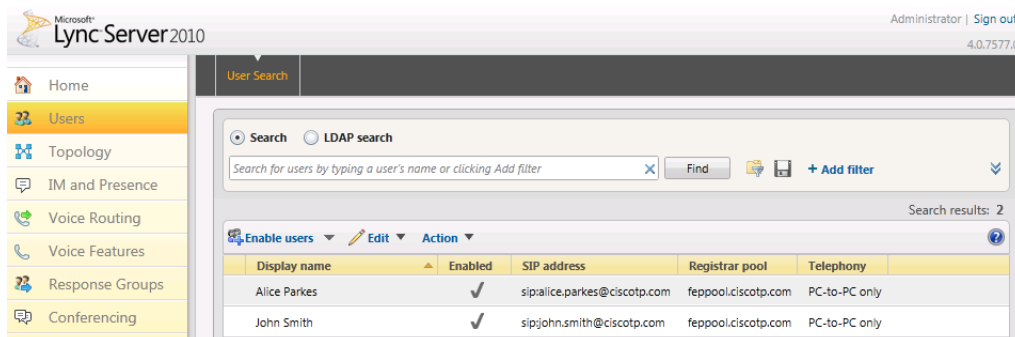 Microsoft
Lync Server 2010
Administrator | Sign out
4.0.7577.0
Home
Users
Topology
IM and Presence
Voice Routing
Voice Features
Response Groups
Conferencing
User Search
Search LDAP search
Search for users by typing a user's name or clicking Add filter
Find
+ Add filter
Search results: 2
Enable users Edit Action
Display name Enabled SIP address Registrar pool Telephony
Alice Parkes sip:alice.parkes@ciscotp.com feppool.ciscotp.com PC-to-PC only
John Smith sip:john.smith@ciscotp.com feppool.ciscotp.com PC-to-PC only